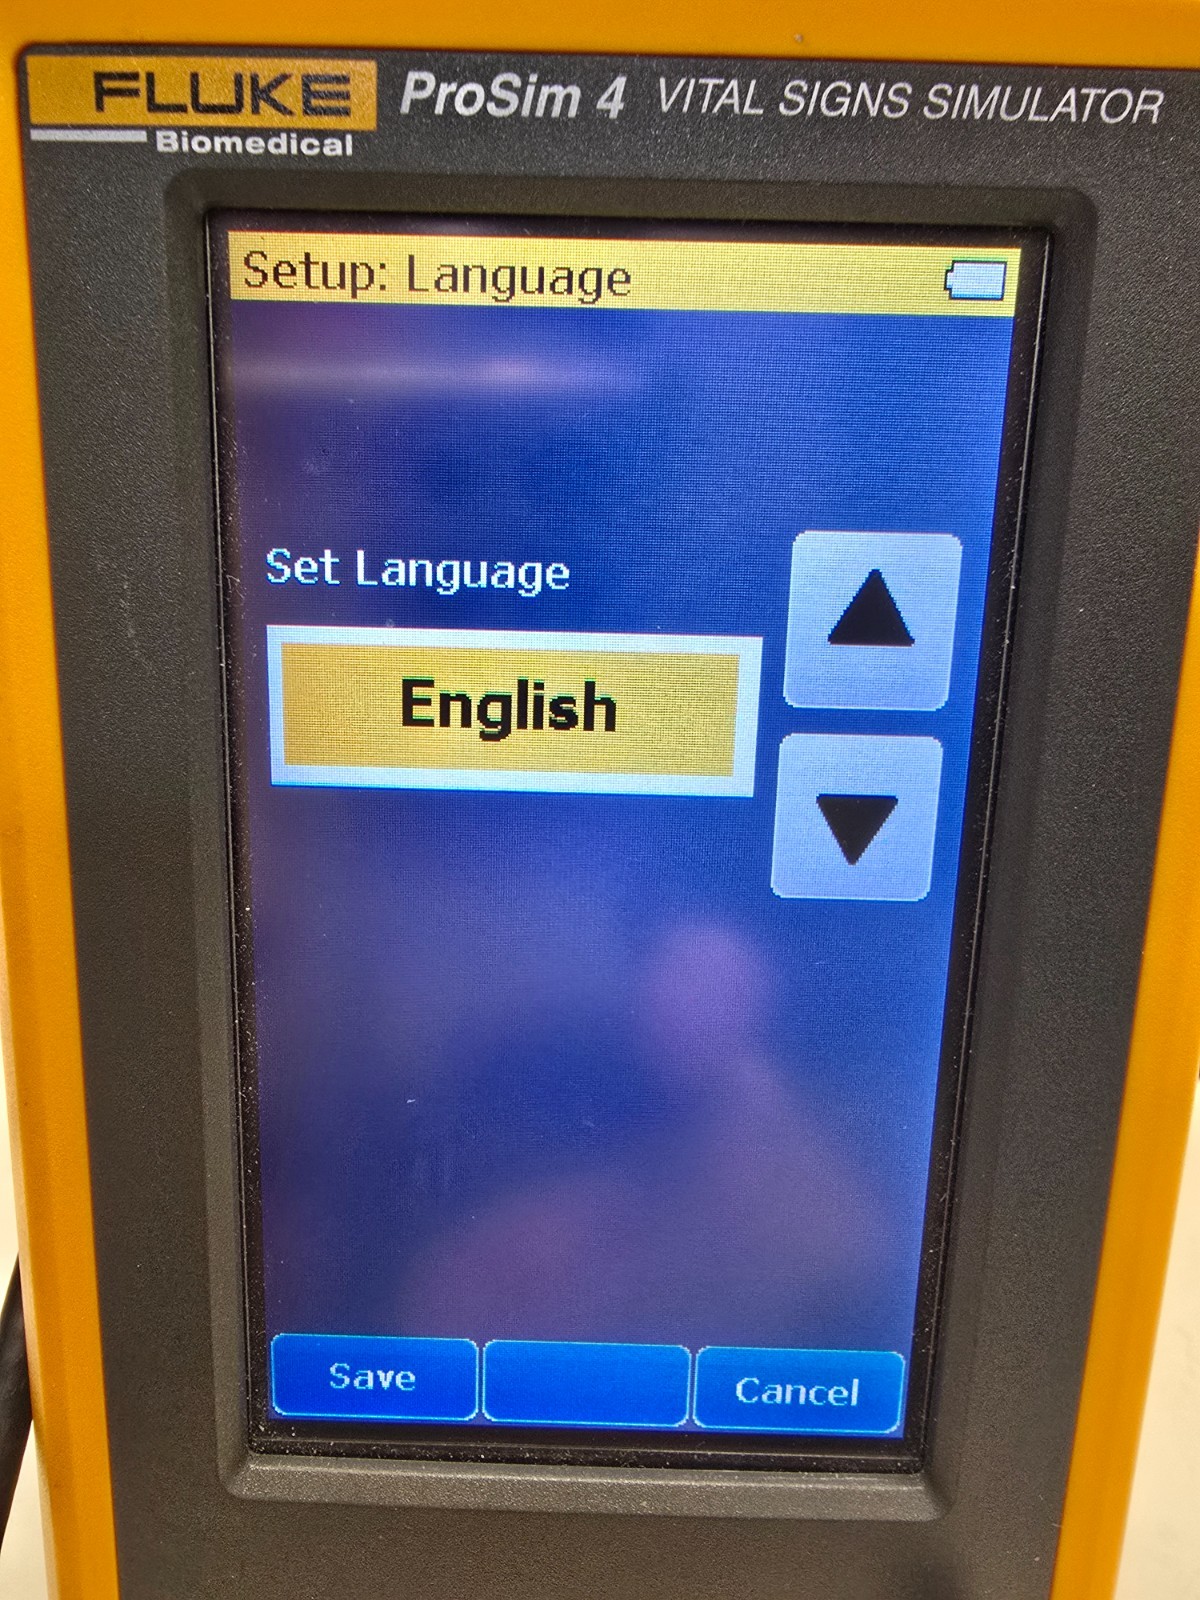 FLUKE
Biomedical
ProSim 4 VITAL SIGNS SIMULATOR
Setup: Language
Set Language
English
Save
Cancel